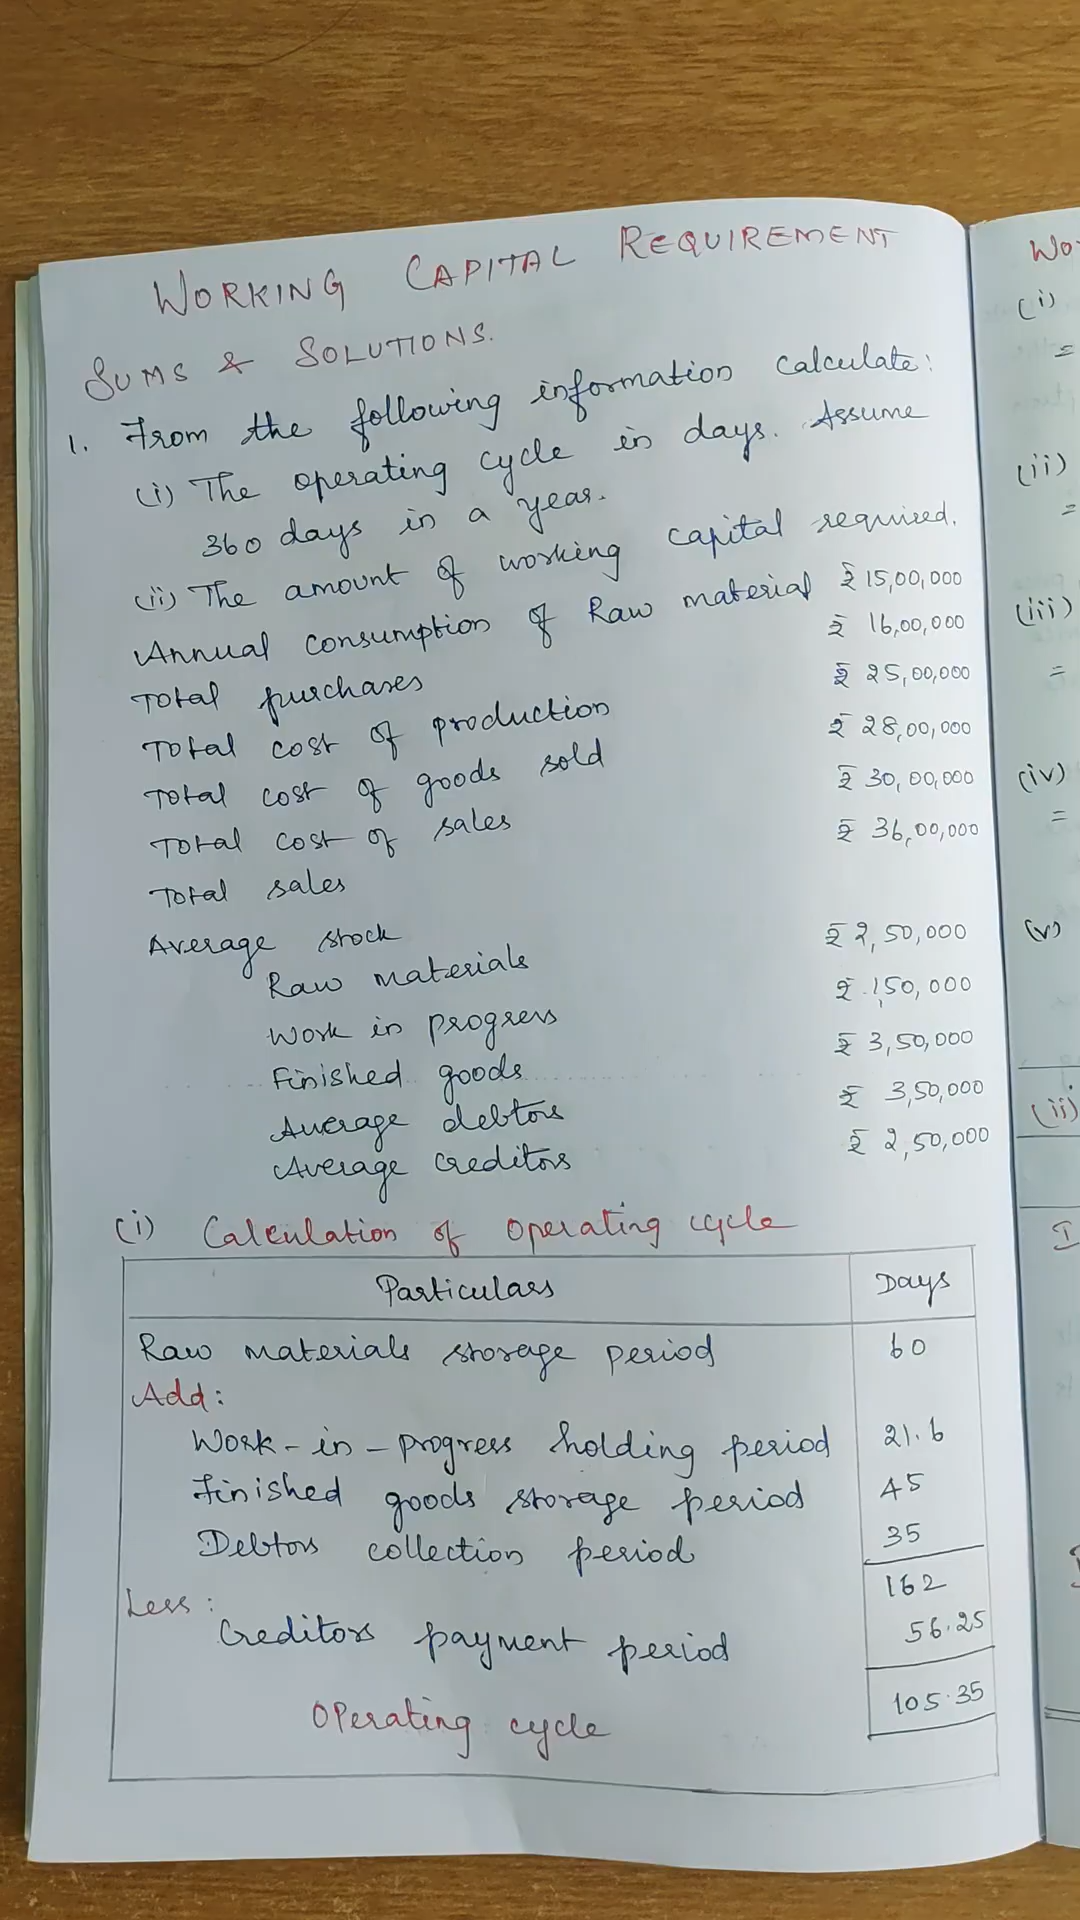 WORKING CAPITAL REQUIREMENT
SUMS & SOLUTIONS.
1. From the following information calculate:
(i) The operating cycle in days. Assume
360 days in a year.
(ii) The amount of working capital required.
Annual consumption of Raw material ₹ 15,00,000
Total purchases ₹ 16,00,000
Total cost of production ₹ 25,00,000
Total cost of goods sold ₹ 28,00,000
Total cost of sales ₹ 30,00,000
Total sales ₹ 36,00,000
Average stock
Raw materials ₹ 2,50,000
Work in progress ₹ 1,50,000
Finished goods ₹ 3,50,000
Average debtors ₹ 3,50,000
Average creditors ₹ 2,50,000
(i) Calculation of operating cycle
Particulars Days
Raw materials storage period 60
Add:
Work-in-progress holding period 21.6
Finished goods storage period 45
Debtors collection period 35
162
Less:
Creditors payment period 56.25
Operating cycle 105.35
(i)
=
(ii)
=
(iii)
=
(iv)
=
(v)
(ii)